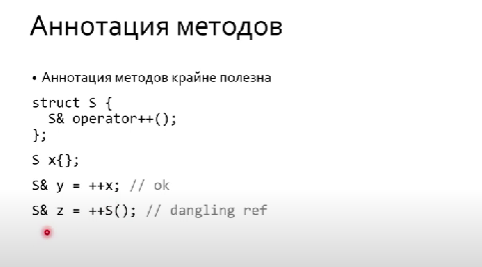 Аннотация методов
• Аннотация методов крайне полезна
struct S {
  S& operator++();
};
S x{};
S& y = ++x; // ok
S& z = ++S(); // dangling ref